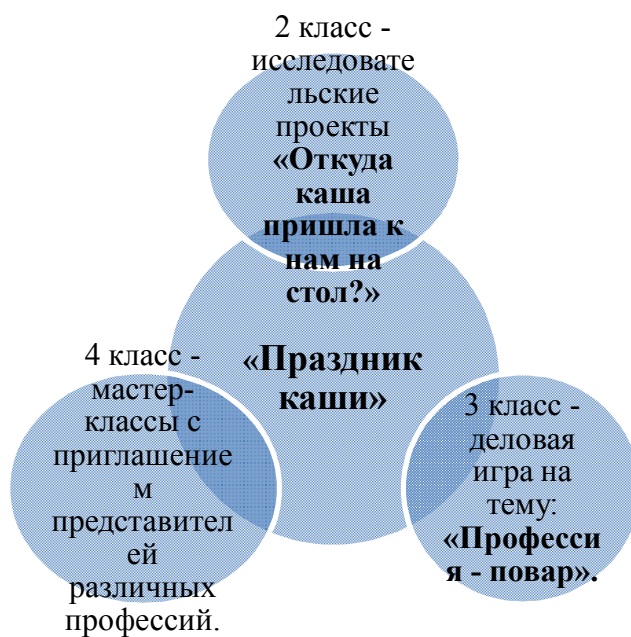 2 класс -
исследовате
льские
проекты
«Откуда
каша
пришла к
нам на
стол?»
«Праздник
каши»
4 класс -
мастер-
классы с
приглашение
м
представител
ей
различных
профессий.
3 класс -
деловая
игра на
тему:
«Професси
я - повар».